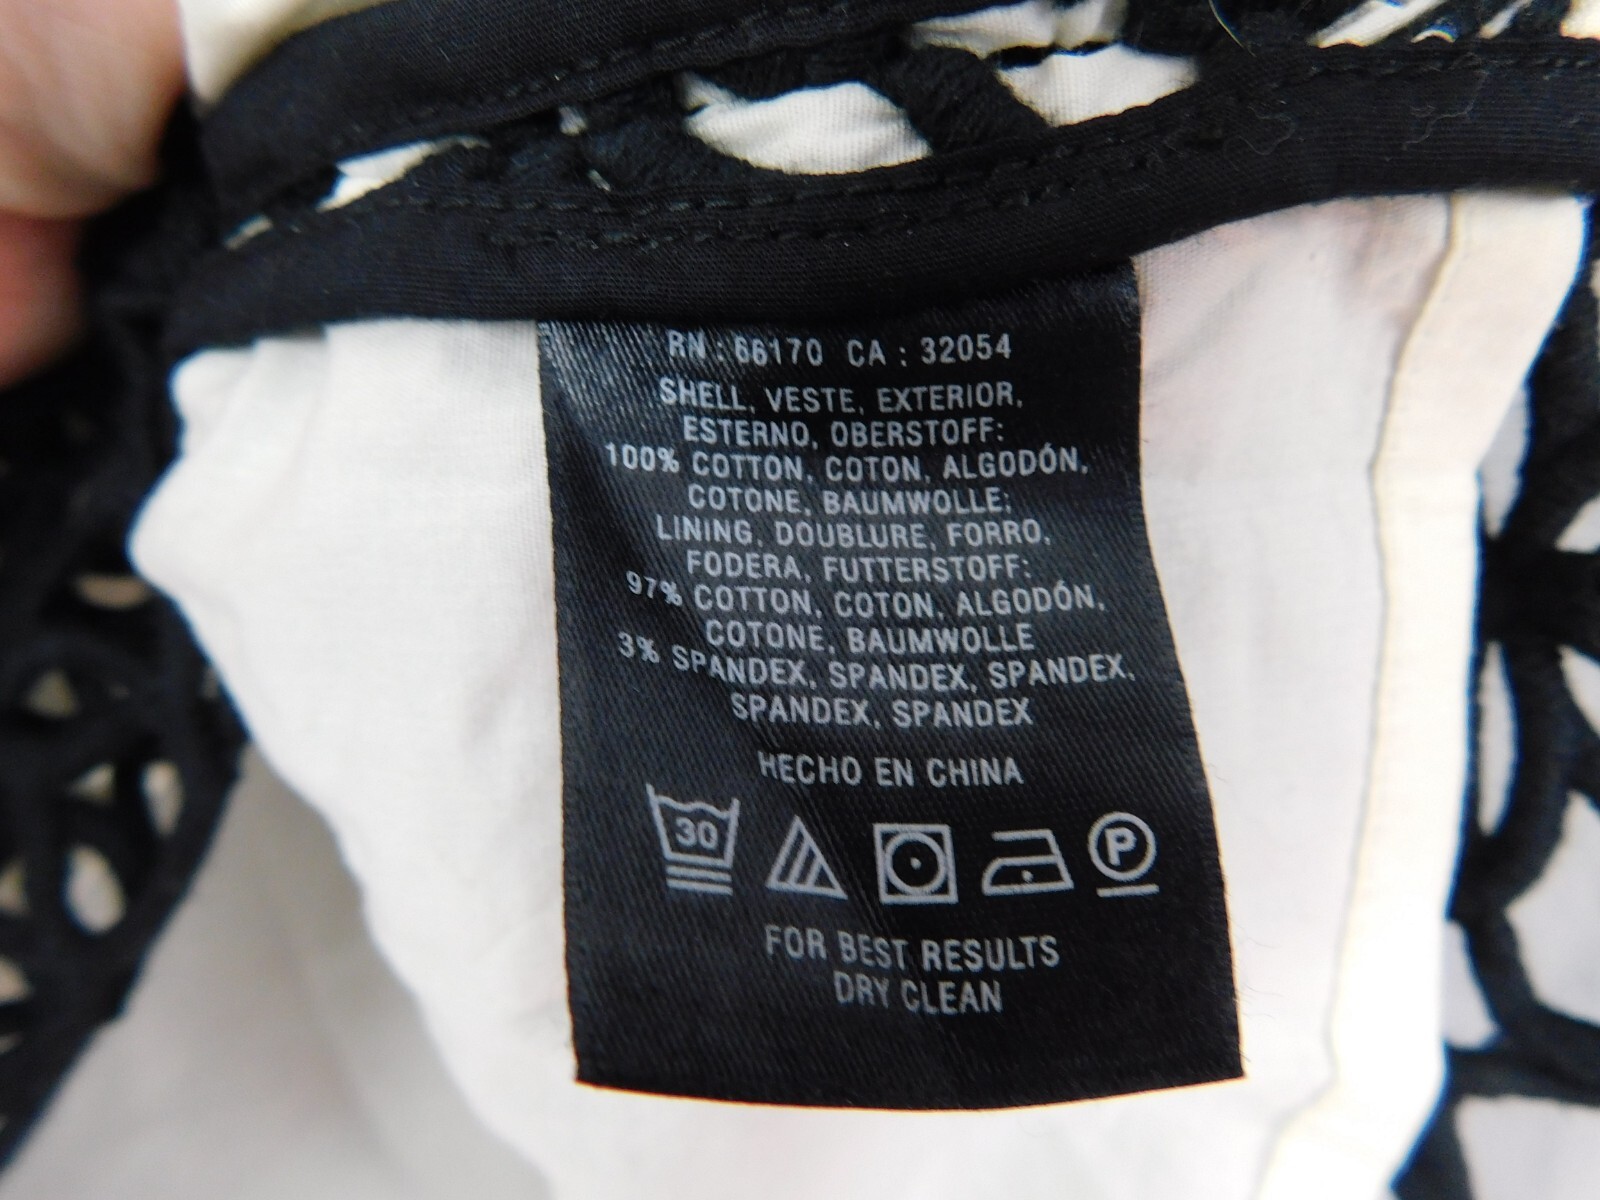 RN : 66170 CA : 32054
SHELL, VESTE, EXTERIOR,
ESTERNO, OBERSTOFF:
100% COTTON, COTON, ALGODÓN,
COTONE, BAUMWOLLE;
LINING, DOUBLURE, FORRO,
FODERA, FUTTERSTOFF:
97% COTTON, COTON, ALGODÓN,
COTONE, BAUMWOLLE
3% SPANDEX, SPANDEX, SPANDEX,
SPANDEX, SPANDEX
HECHO EN CHINA
30 P
FOR BEST RESULTS
DRY CLEAN